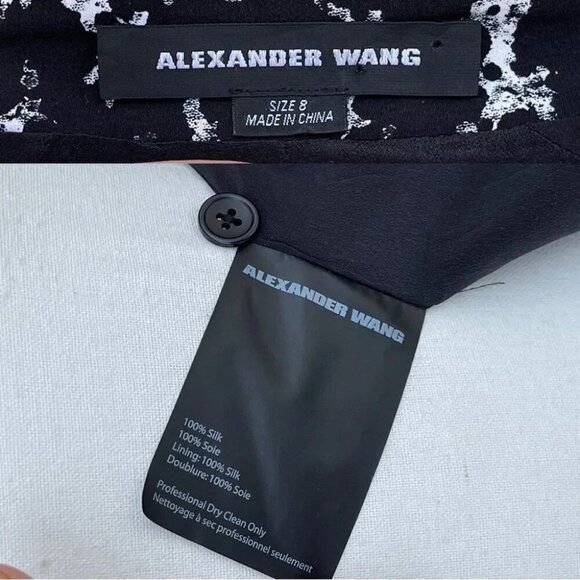 ALEXANDER WANG
SIZE 8
MADE IN CHINA
ALEXANDER WANG
100% Silk
100% Soie
Lining: 100% Silk
Doublure: 100% Soie
Professional Dry Clean Only
Nettoyage à sec professionnel seulement